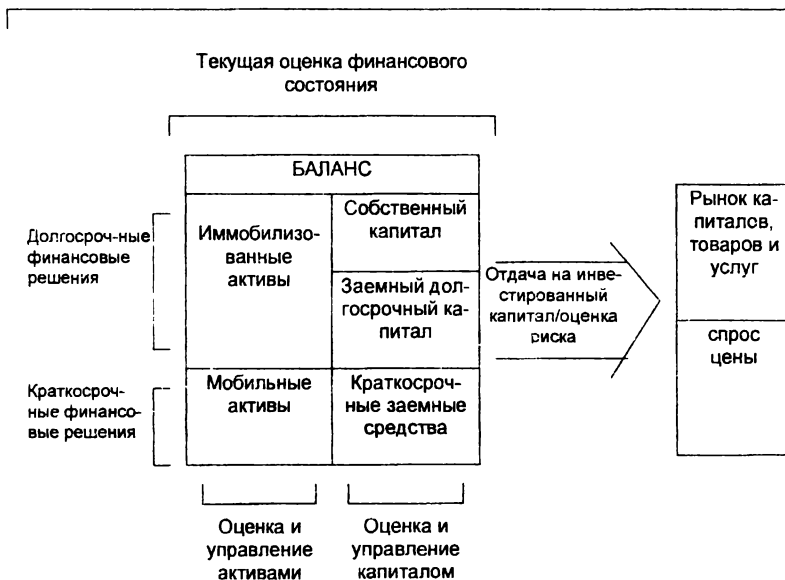 Текущая оценка финансового
состояния
БАЛАНС
Долгосроч-ные
финансовые
решения
Иммобилизо-
ванные
активы
Собственный
капитал
Заемный дол-
госрочный ка-
питал
Отдача на инве-
стированный
капитал/оценка
риска
Рынок ка-
питалов,
товаров и
услуг
спрос
цены
Краткосроч-
ные финансо-
вые решения
Мобильные
активы
Краткосроч-
ные заемные
средства
Оценка и
управление
активами
Оценка и
управление
капиталом